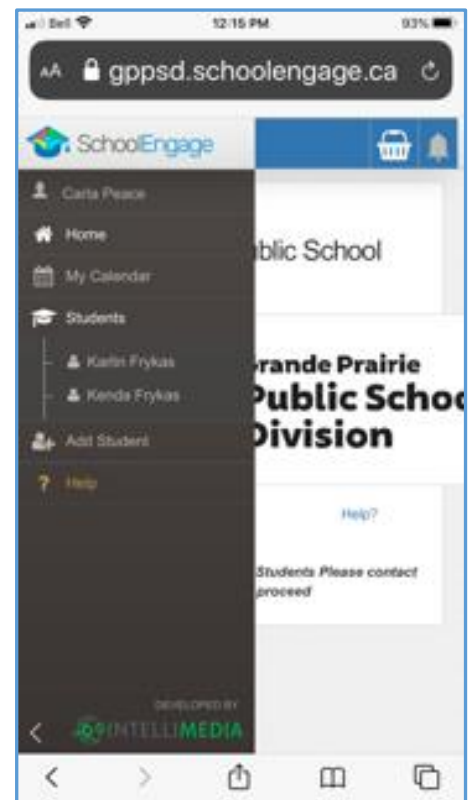 Bell 12:15 PM 93%
AA gppsd.schoolengage.ca
SchoolEngage
Carla Peace
Home
ublic School
My Calendar
Students
Karlin Frykas
rande Prairie
Kenda Frykas
Public Schoo
Add Student
Division
? Help
Help?
Students Please contact
proceed
DEVELOPED BY
INTELLIMEDIA